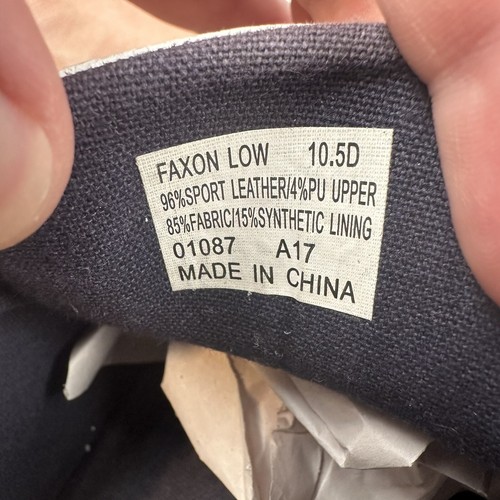 FAXON LOW 10.5D
96%SPORT LEATHER/4%PU UPPER
85%FABRIC/15%SYNTHETIC LINING
01087 A17
MADE IN CHINA